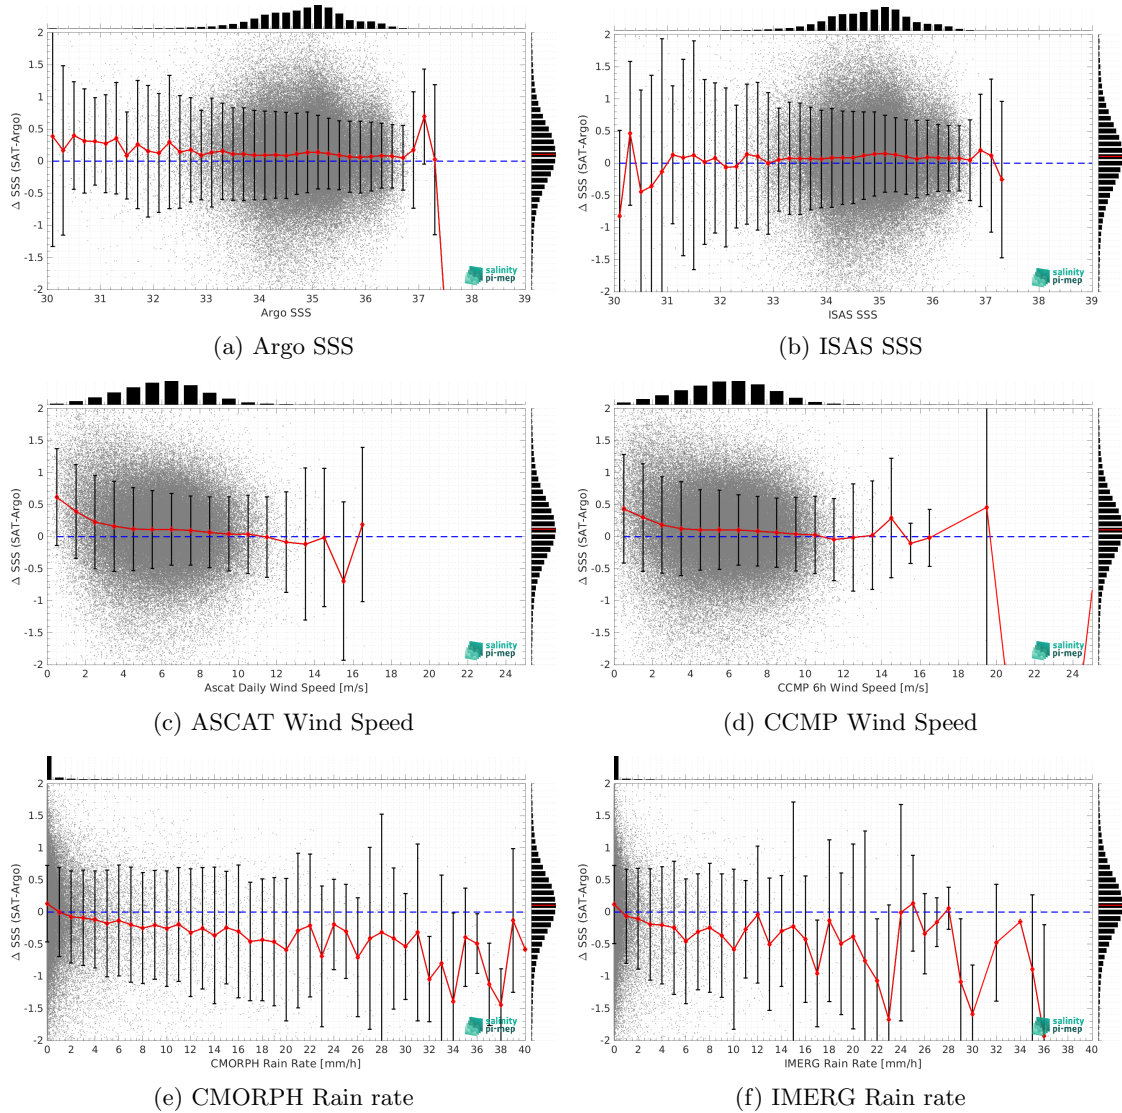 2
1.5
1
0.5
0
-0.5
-1
-1.5
-2
Δ SSS (SAT-Argo)
30 31 32 33 34 35 36 37 38 39
Argo SSS
salinity
pi-mep
(a) Argo SSS
2
1.5
1
0.5
0
-0.5
-1
-1.5
-2
Δ SSS (SAT-Argo)
30 31 32 33 34 35 36 37 38 39
ISAS SSS
salinity
pi-mep
(b) ISAS SSS
2
1.5
1
0.5
0
-0.5
-1
-1.5
-2
Δ SSS (SAT-Argo)
0 2 4 6 8 10 12 14 16 18 20 22 24
Ascat Daily Wind Speed [m/s]
salinity
pi-mep
(c) ASCAT Wind Speed
2
1.5
1
0.5
0
-0.5
-1
-1.5
-2
Δ SSS (SAT-Argo)
0 2 4 6 8 10 12 14 16 18 20 22 24
CCMP 6h Wind Speed [m/s]
salinity
pi-mep
(d) CCMP Wind Speed
2
1.5
1
0.5
0
-0.5
-1
-1.5
-2
Δ SSS (SAT-Argo)
0 2 4 6 8 10 12 14 16 18 20 22 24 26 28 30 32 34 36 38 40
CMORPH Rain Rate [mm/h]
salinity
pi-mep
(e) CMORPH Rain rate
2
1.5
1
0.5
0
-0.5
-1
-1.5
-2
Δ SSS (SAT-Argo)
0 2 4 6 8 10 12 14 16 18 20 22 24 26 28 30 32 34 36 38 40
IMERG Rain Rate [mm/h]
salinity
pi-mep
(f) IMERG Rain rate